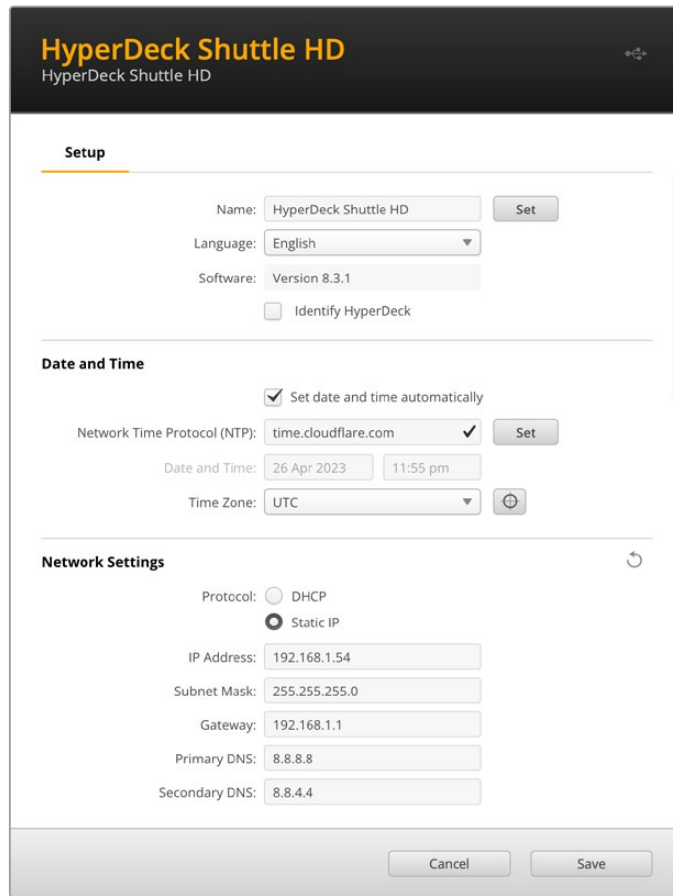 HyperDeck Shuttle HD
HyperDeck Shuttle HD
Setup
Name: HyperDeck Shuttle HD Set
Language: English
Software: Version 8.3.1
Identify HyperDeck
Date and Time
Set date and time automatically
Network Time Protocol (NTP): time.cloudflare.com Set
Date and Time: 26 Apr 2023 11:55 pm
Time Zone: UTC
Network Settings
Protocol: DHCP
Static IP
IP Address: 192.168.1.54
Subnet Mask: 255.255.255.0
Gateway: 192.168.1.1
Primary DNS: 8.8.8.8
Secondary DNS: 8.8.4.4
Cancel Save